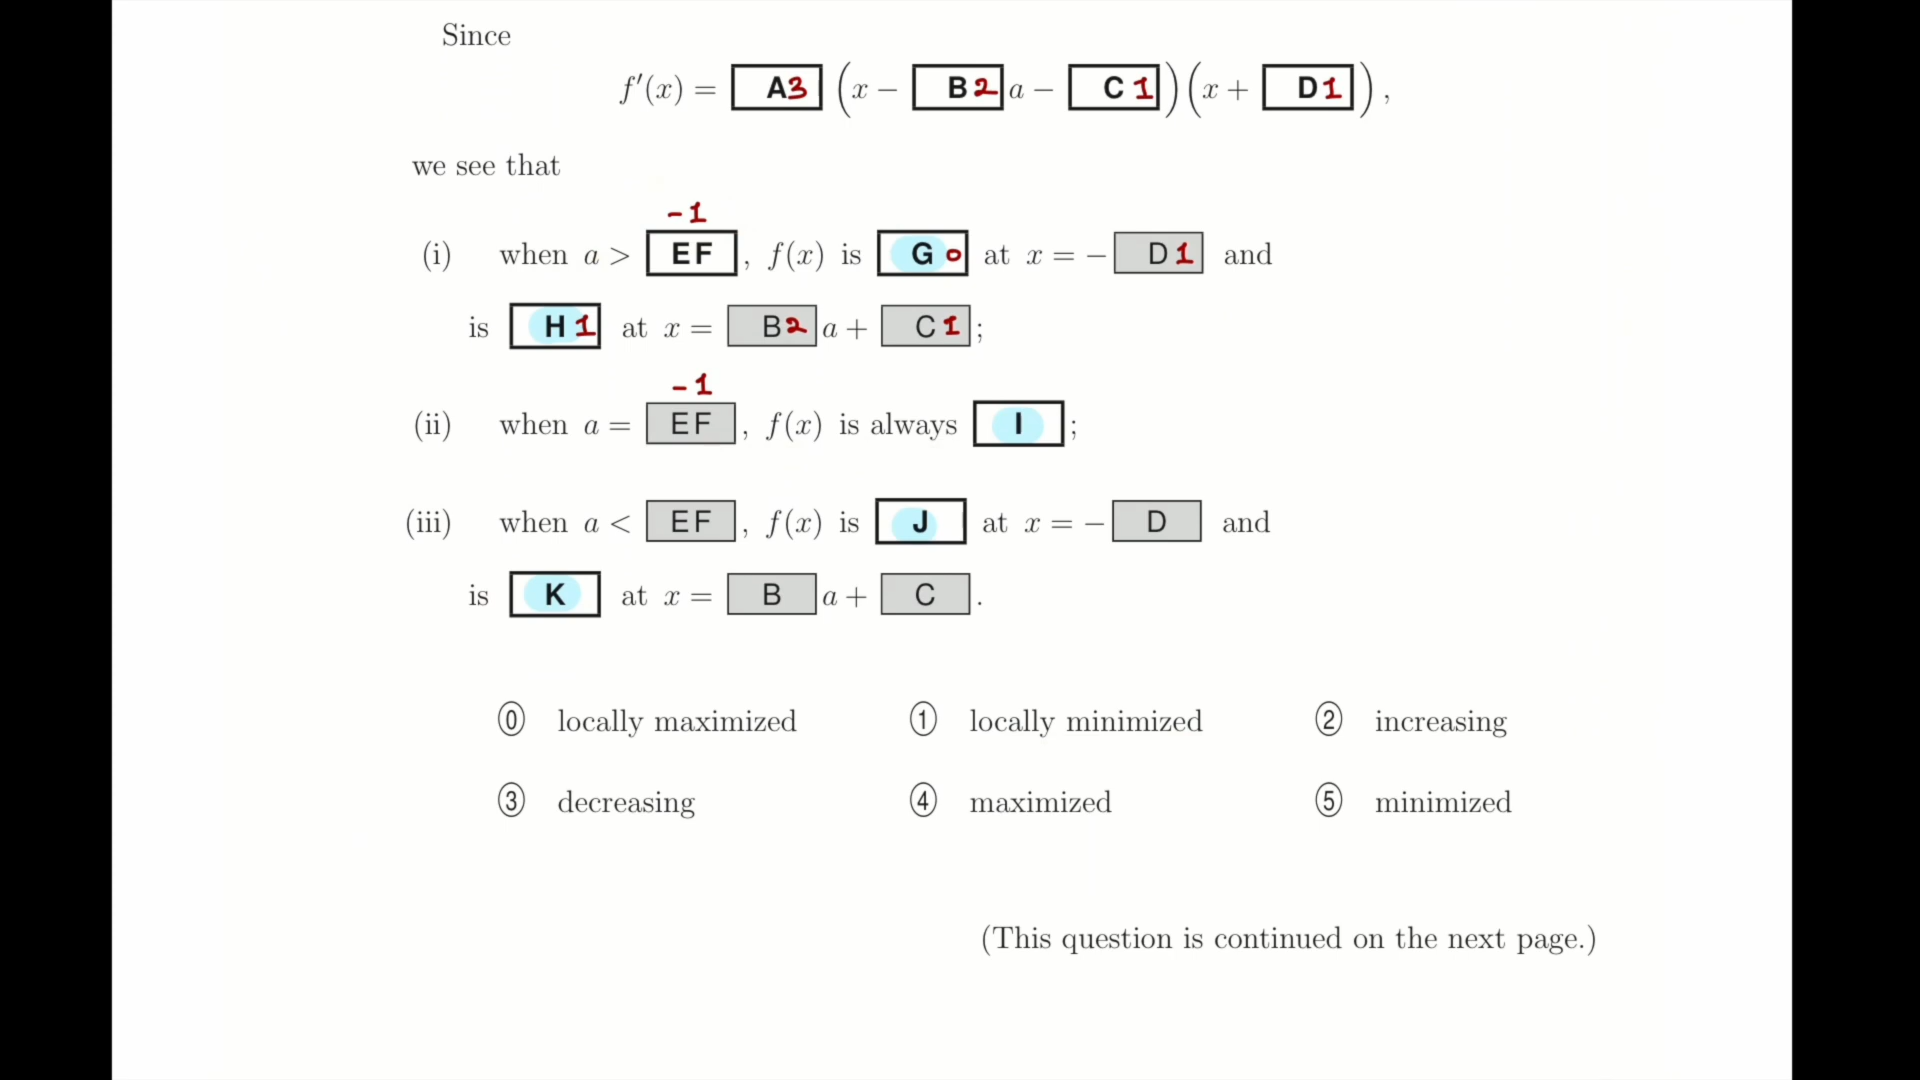 Since
f′(x) = A3 (x − B2 a − C1)(x + D1),
we see that
−1
(i) when a > EF, f(x) is G0 at x = − D1 and
is H1 at x = B2 a + C1;
−1
(ii) when a = EF, f(x) is always I;
(iii) when a < EF, f(x) is J at x = − D and
is K at x = B a + C.
⓪ locally maximized ① locally minimized ② increasing
③ decreasing ④ maximized ⑤ minimized
(This question is continued on the next page.)